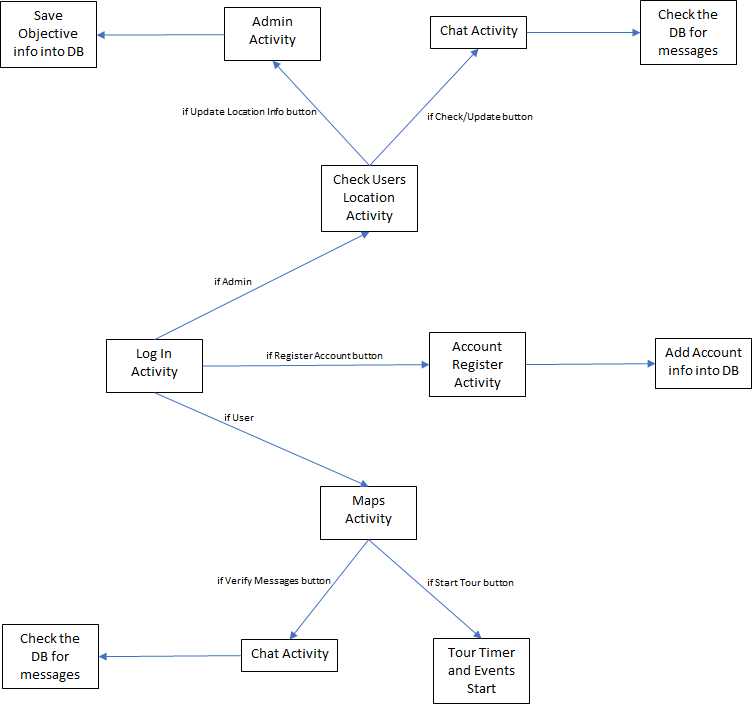 Save
Objective
info into DB
Admin
Activity
Chat Activity
Check the
DB for
messages
if Update Location Info button
if Check/Update button
Check Users
Location
Activity
if Admin
Log In
Activity
if Register Account button
Account
Register
Activity
Add Account
info into DB
if User
Maps
Activity
if Verify Messages button
if Start Tour button
Check the
DB for
messages
Chat Activity
Tour Timer
and Events
Start